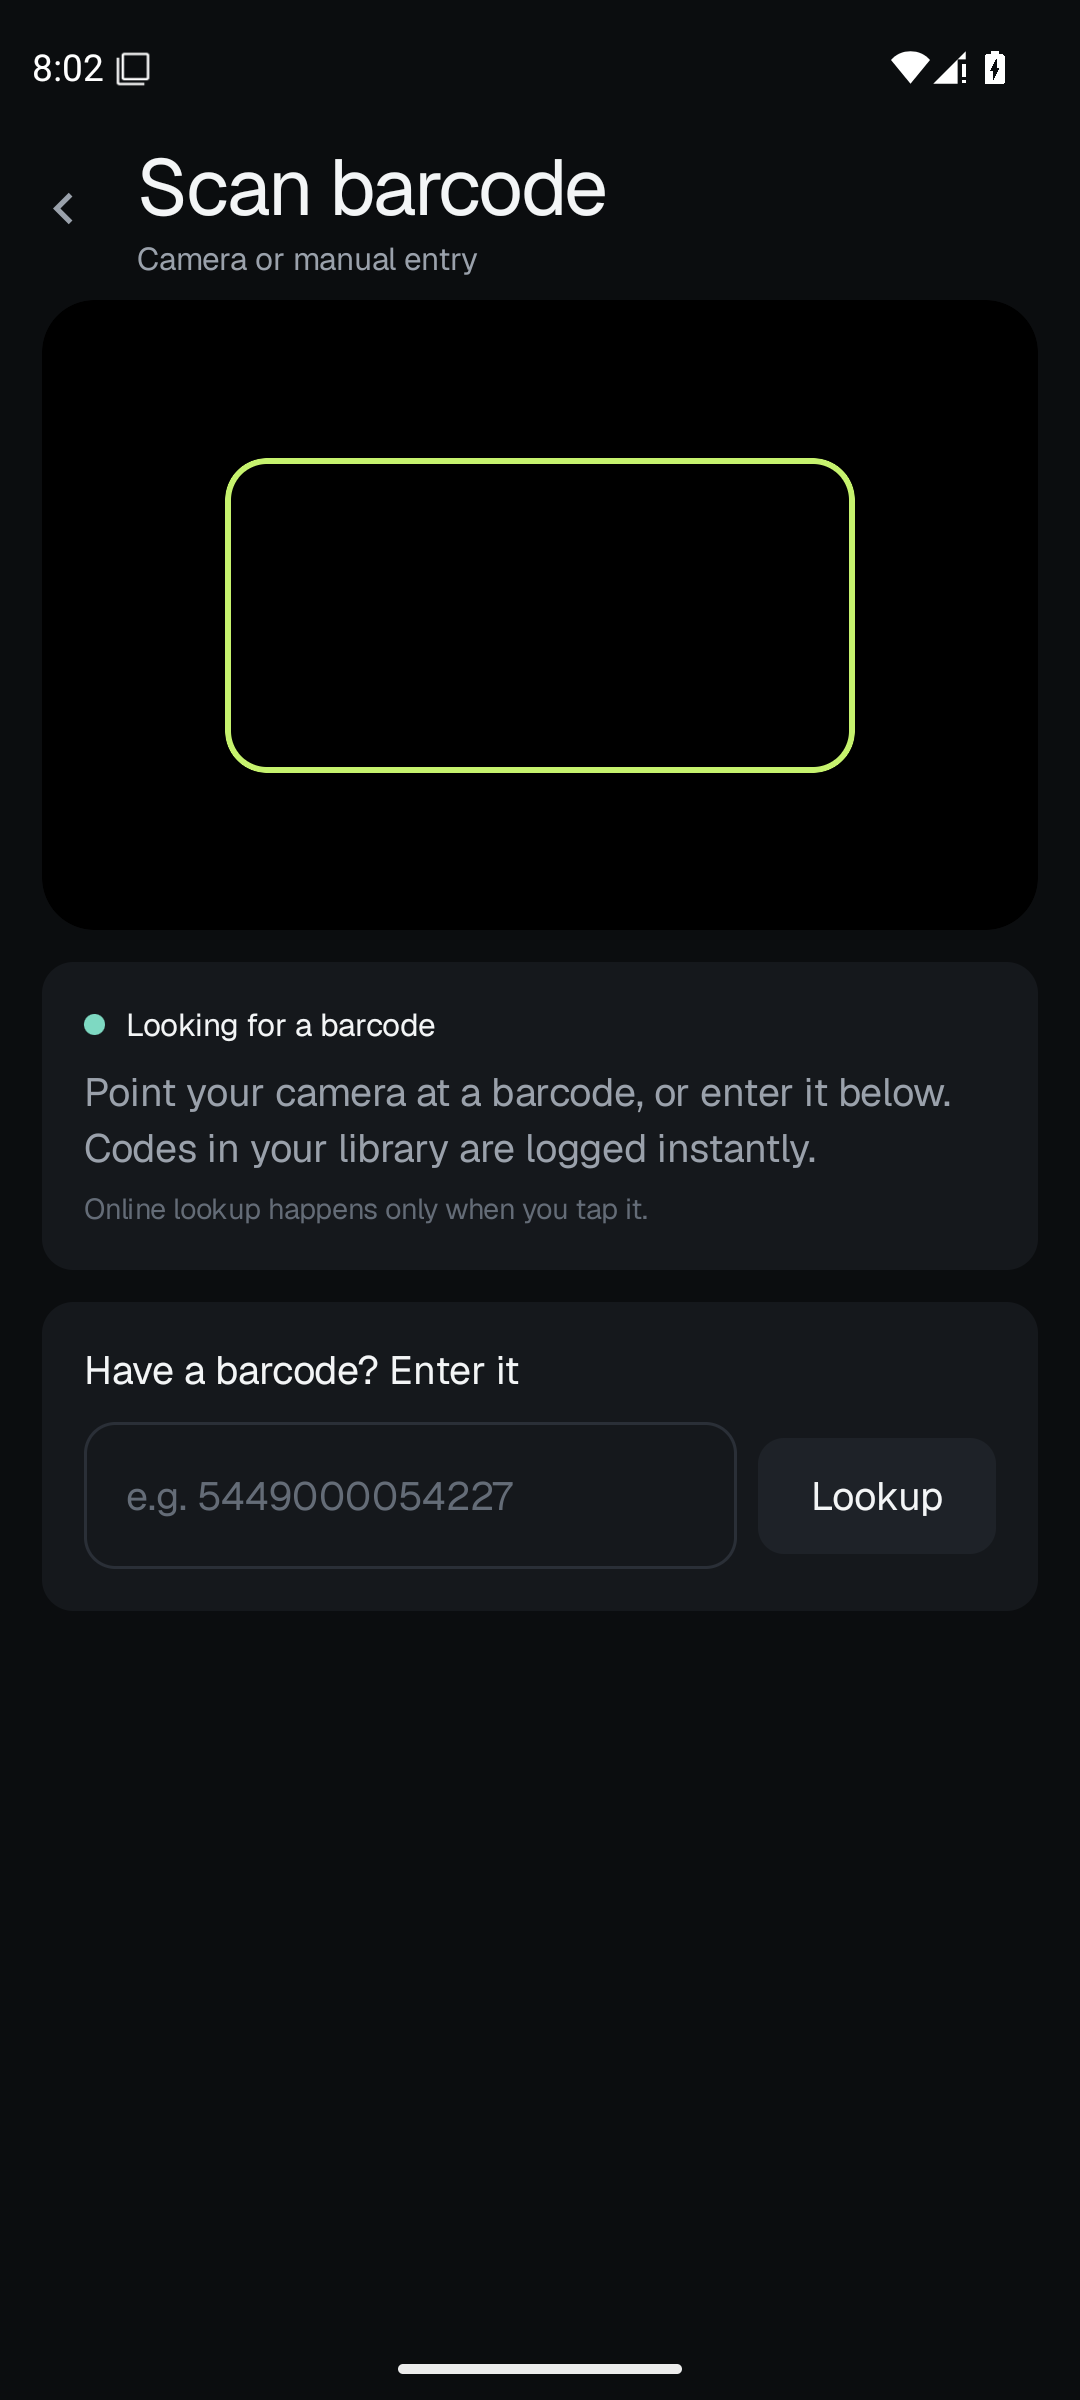 8:02
Scan barcode
Camera or manual entry
Looking for a barcode
Point your camera at a barcode, or enter it below.
Codes in your library are logged instantly.
Online lookup happens only when you tap it.
Have a barcode? Enter it
e.g. 5449000054227
Lookup